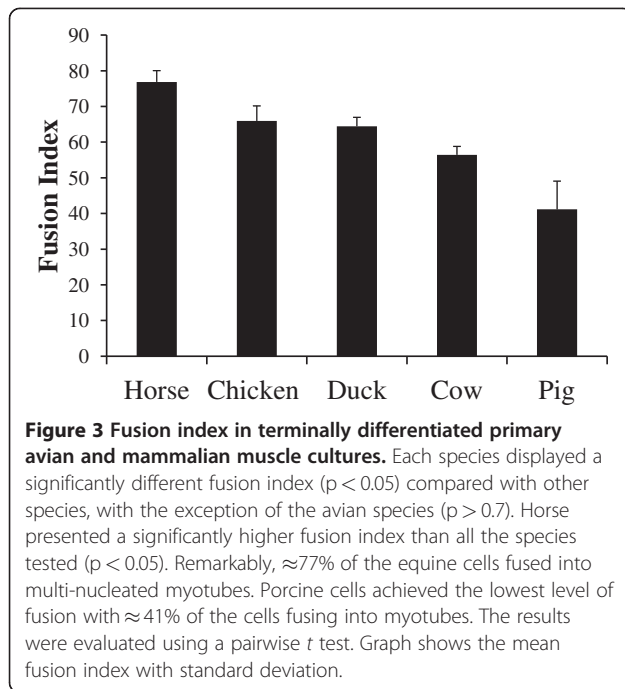 90
80
70
60
50
40
30
20
10
0
Fusion Index
Horse Chicken Duck Cow Pig
Figure 3 Fusion index in terminally differentiated primary
avian and mammalian muscle cultures. Each species displayed a
significantly different fusion index (p < 0.05) compared with other
species, with the exception of the avian species (p > 0.7). Horse
presented a significantly higher fusion index than all the species
tested (p < 0.05). Remarkably, ≈77% of the equine cells fused into
multi-nucleated myotubes. Porcine cells achieved the lowest level of
fusion with ≈ 41% of the cells fusing into myotubes. The results
were evaluated using a pairwise t test. Graph shows the mean
fusion index with standard deviation.